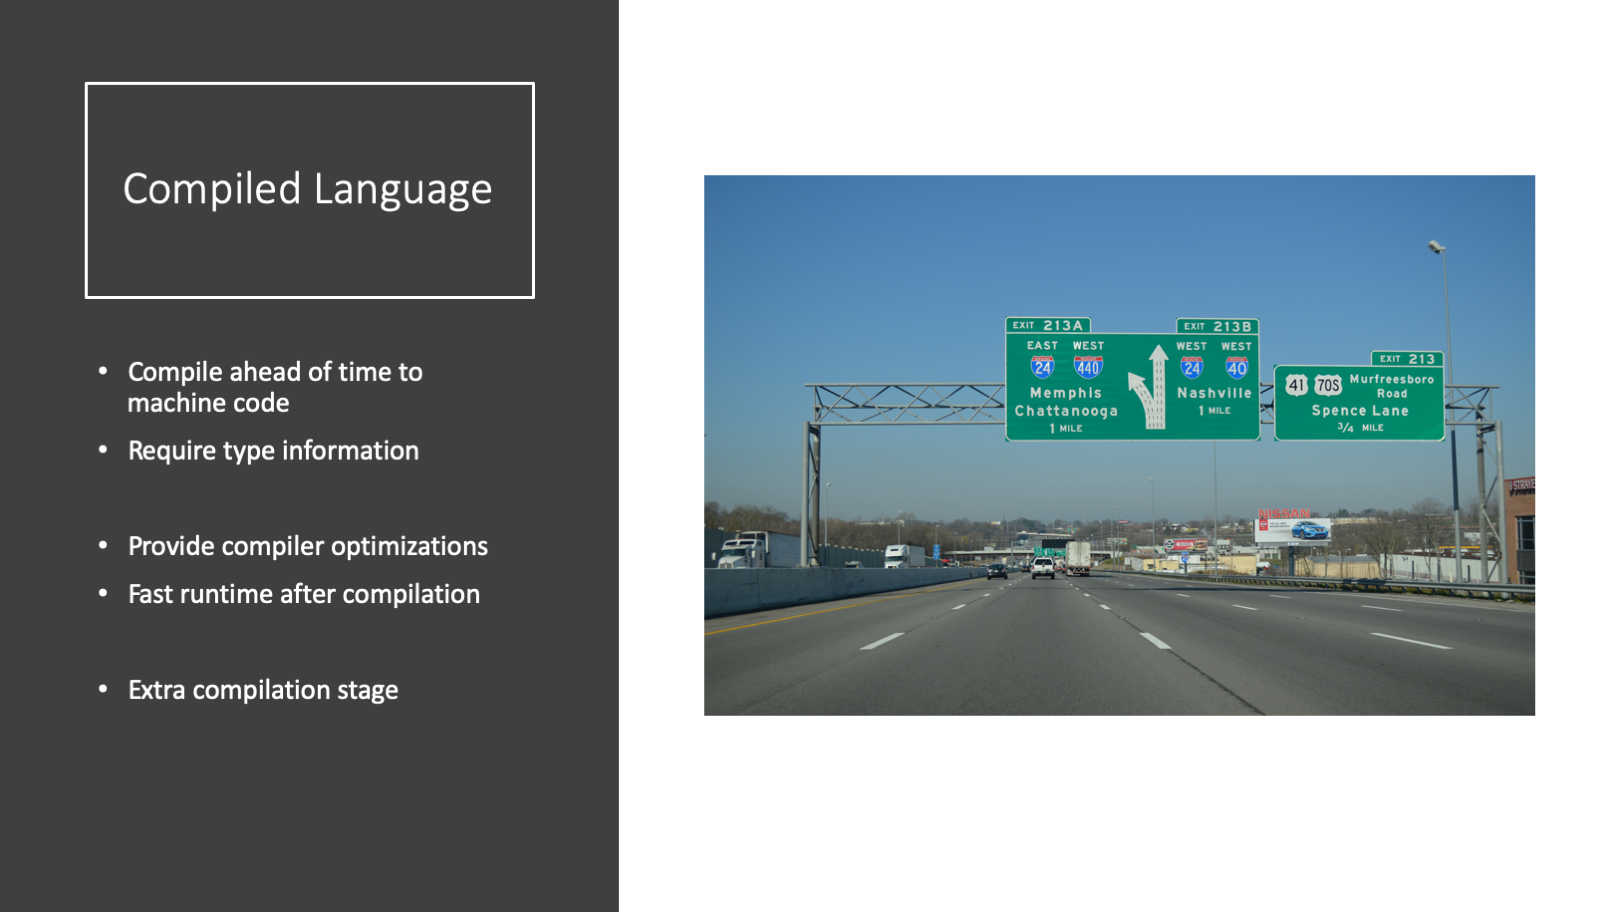 Compiled Language
• Compile ahead of time to
machine code
• Require type information
• Provide compiler optimizations
• Fast runtime after compilation
• Extra compilation stage
EXIT 213A
EAST WEST
24 440
Memphis
Chattanooga
1 MILE
EXIT 213B
WEST WEST
24 40
Nashville
1 MILE
EXIT 213
41 70S Murfreesboro
Road
Spence Lane
3/4 MILE
NISSAN